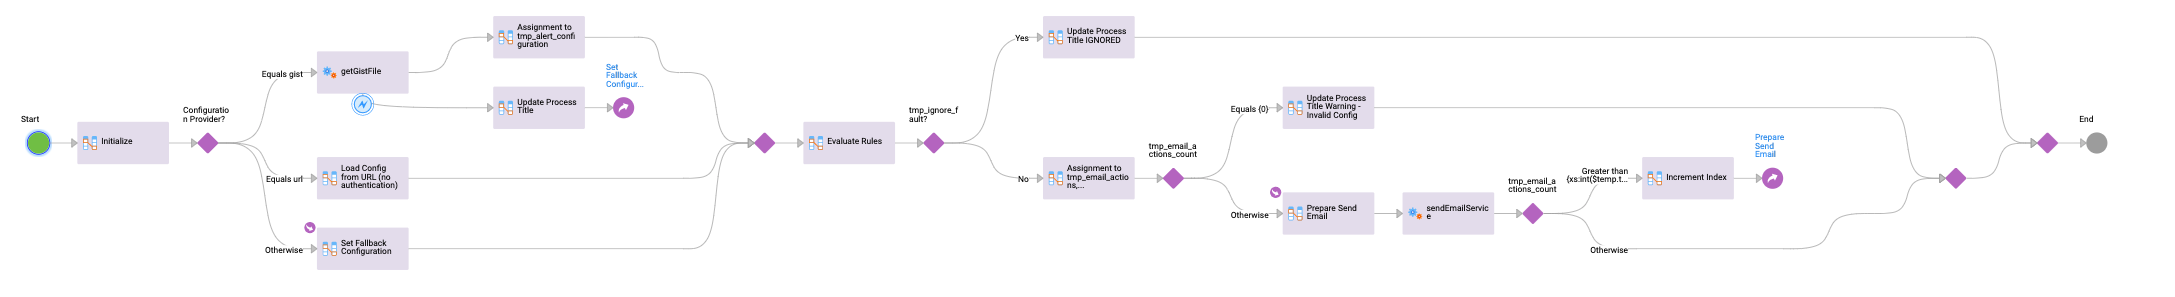 Start
Initialize
Configuratio
n Provider?
Equals gist
getGistFile
Assignment to
tmp_alert_confi
guration
Update Process
Title
Set
Fallback
Configur...
Equals url
Load Config
from URL (no
authentication)
Otherwise
Set Fallback
Configuration
Evaluate Rules
tmp_ignore_f
ault?
Yes
Update Process
Title IGNORED
No
Assignment to
tmp_email_actio
ns,...
tmp_email_a
ctions_count
Equals {0}
Update Process
Title Warning -
Invalid Config
Otherwise
Prepare Send
Email
sendEmailServic
e
tmp_email_a
ctions_count
Greater than
{xs:int($temp.t...
Increment Index
Prepare
Send
Email
Otherwise
End